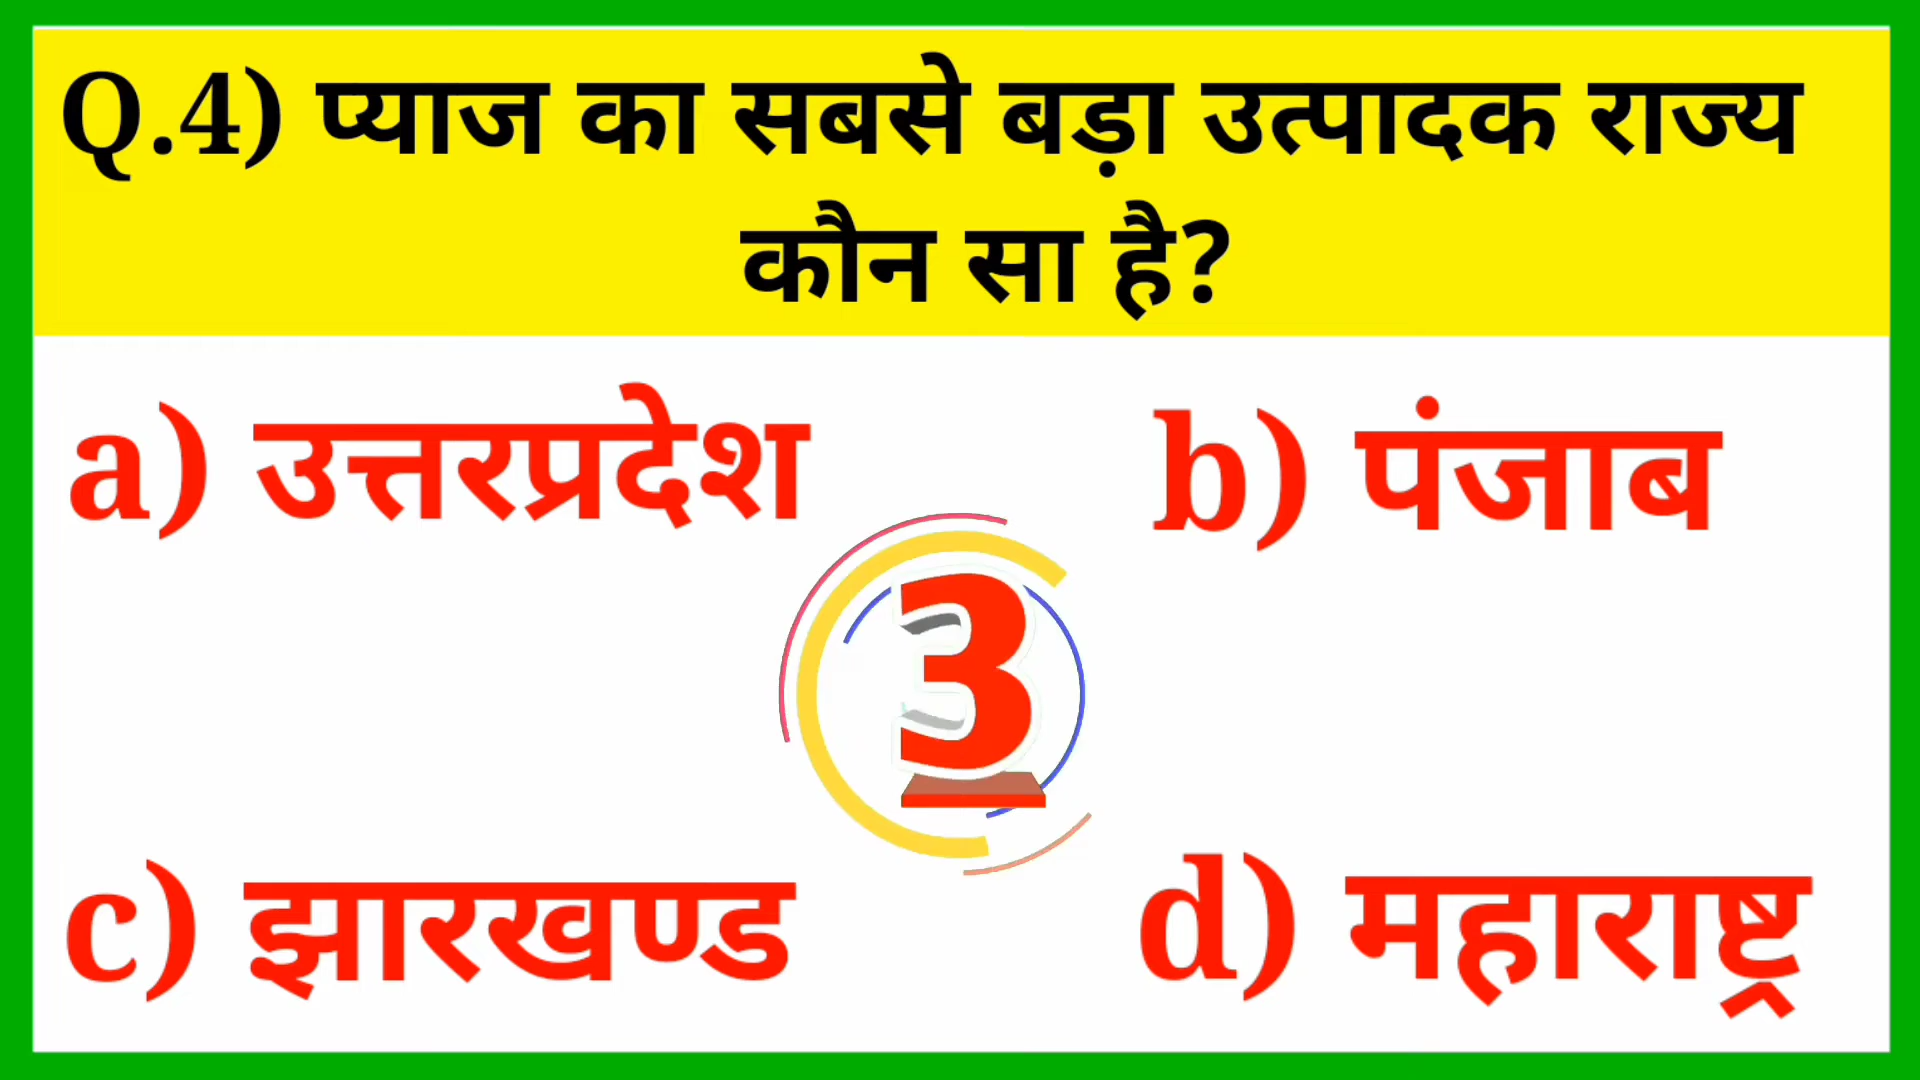 Q.4) प्याज का सबसे बड़ा उत्पादक राज्य
कौन सा है?
a) उत्तरप्रदेश
b) पंजाब
3
c) झारखण्ड
d) महाराष्ट्र